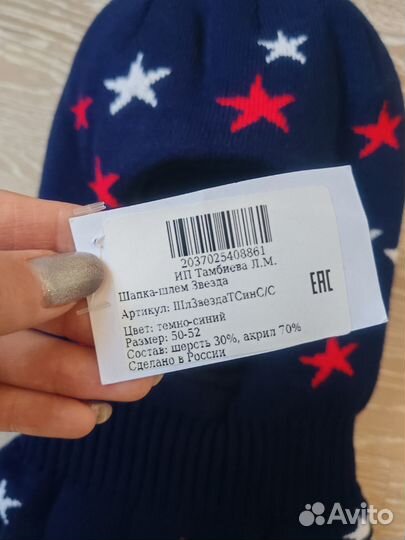 2037025408861
ИП Тамбиева Л.М.
Шапка-шлем Звезда
Артикул: ШлЗвездаТСинС/С
Цвет: темно-синий
Размер: 50-52
Состав: шерсть 30%, акрил 70%
Сделано в России
EAC
Avito